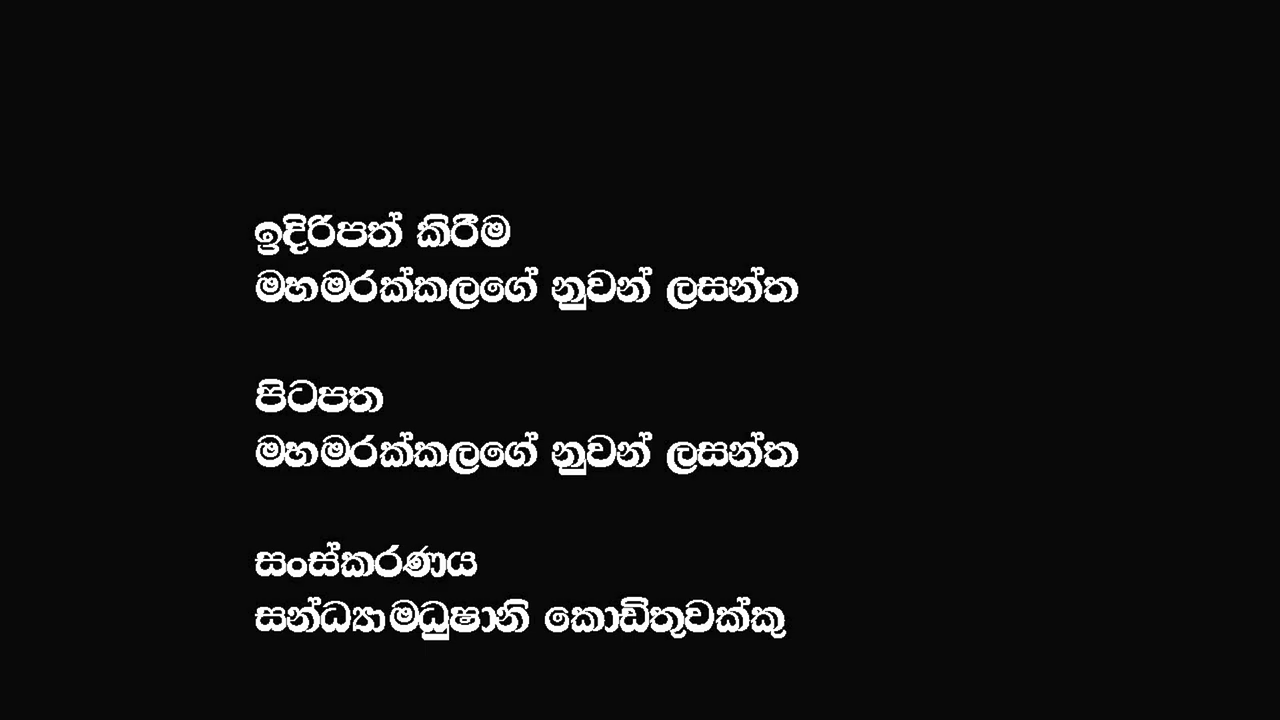 ඉදිරිපත් කිරීම
මහමරක්කලගේ නුවන් ලසන්ත
පිටපත
මහමරක්කලගේ නුවන් ලසන්ත
සංස්කරණය
සන්ධ්‍යාමධුෂානි කොඩිතුවක්කු